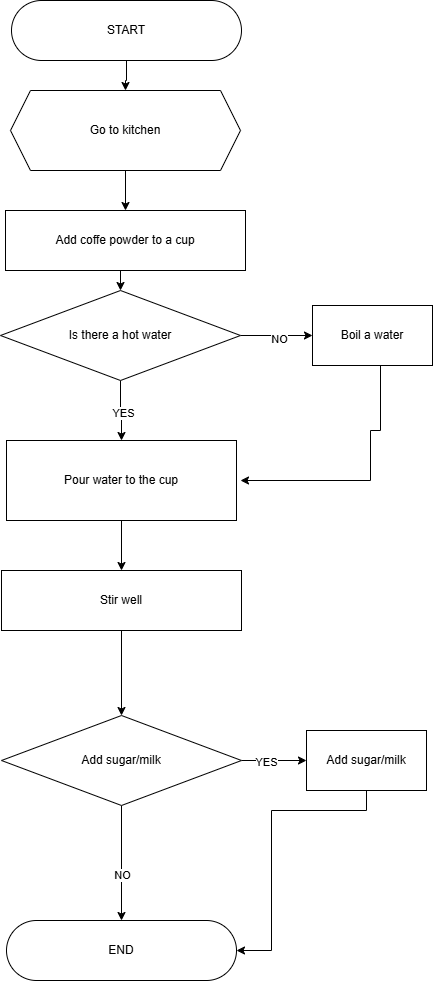 START
Go to kitchen
Add coffe powder to a cup
Is there a hot water
NO
Boil a water
YES
Pour water to the cup
Stir well
Add sugar/milk
YES
Add sugar/milk
NO
END